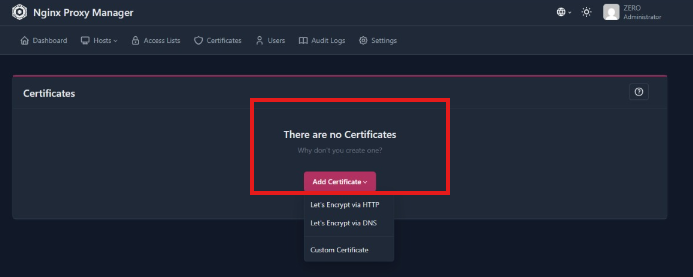 Nginx Proxy Manager
ZERO
Administrator
Dashboard
Hosts
Access Lists
Certificates
Users
Audit Logs
Settings
Certificates
There are no Certificates
Why don't you create one?
Add Certificate
Let's Encrypt via HTTP
Let's Encrypt via DNS
Custom Certificate